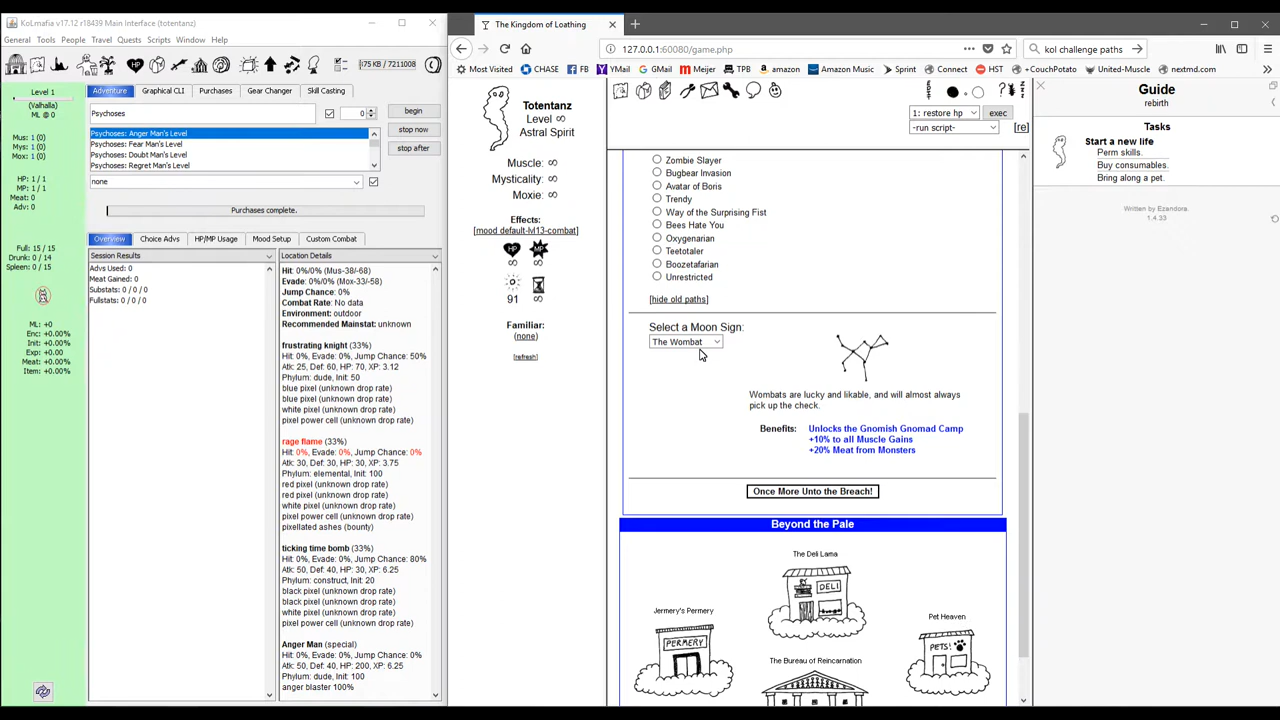 KoLmafia v17.12 r18439 Main Interface (totentanz)
General Tools People Travel Quests Scripts Window Help
:75 KB / 7211008
Level 1
(Valhalla)
ML @ 0
Mus: 1 (0)
Mys: 1 (0)
Mox: 1 (0)
HP: 1 / 1
MP: 1 / 1
Meat: 0
Adv: 0
Full: 15 / 15
Drunk: 0 / 14
Spleen: 0 / 15
ML: +0
Enc: +0.00%
Init: +0.00%
Exp: +0.00
Meat: +0.00%
Item: +0.00%
Adventure Graphical CLI Purchases Gear Changer Skill Casting
Psychoses
0
begin
Psychoses: Anger Man's Level
Psychoses: Fear Man's Level
Psychoses: Doubt Man's Level
Psychoses: Regret Man's Level
stop now
stop after
none
Purchases complete.
Overview Choice Advs HP/MP Usage Mood Setup Custom Combat
Session Results
Advs Used: 0
Meat Gained: 0
Substats: 0 / 0 / 0
Fullstats: 0 / 0 / 0
Location Details
Hit: 0%/0% (Mus-38/-68)
Evade: 0%/0% (Mox-33/-58)
Jump Chance: 0%
Combat Rate: No data
Environment: outdoor
Recommended Mainstat: unknown
frustrating knight (33%)
Hit: 0%, Evade: 0%, Jump Chance: 50%
Atk: 25, Def: 60, HP: 70, XP: 3.12
Phylum: dude, Init: 50
blue pixel (unknown drop rate)
blue pixel (unknown drop rate)
white pixel (unknown drop rate)
pixel power cell (unknown drop rate)
rage flame (33%)
Hit: 0%, Evade: 0%, Jump Chance: 0%
Atk: 30, Def: 30, HP: 30, XP: 3.75
Phylum: elemental, Init: 100
red pixel (unknown drop rate)
red pixel (unknown drop rate)
white pixel (unknown drop rate)
pixel power cell (unknown drop rate)
pixellated ashes (bounty)
ticking time bomb (33%)
Hit: 0%, Evade: 0%, Jump Chance: 80%
Atk: 50, Def: 40, HP: 30, XP: 6.25
Phylum: construct, Init: 20
black pixel (unknown drop rate)
black pixel (unknown drop rate)
white pixel (unknown drop rate)
pixel power cell (unknown drop rate)
Anger Man (special)
Hit: 0%, Evade: 0%, Jump Chance: 0%
Atk: 50, Def: 40, HP: 200, XP: 6.25
Phylum: dude, Init: 100
anger blaster 100%
The Kingdom of Loathing
127.0.0.1:60080/game.php
kol challenge paths
Most Visited CHASE FB YMail GMail Meijer TPB amazon Amazon Music Sprint Connect HST +CouchPotato United-Muscle nextmd.com
Totentanz
Level ∞
Astral Spirit
Muscle: ∞
Mysticality: ∞
Moxie: ∞
Effects:
[mood default-lvl13-combat]
HP MP
∞ ∞
91 ∞
Familiar:
(none)
[refresh]
1: restore hp
exec
-run script-
[re]
Zombie Slayer
Bugbear Invasion
Avatar of Boris
Trendy
Way of the Surprising Fist
Bees Hate You
Oxygenarian
Teetotaler
Boozetafarian
Unrestricted
[hide old paths]
Select a Moon Sign:
The Wombat
Wombats are lucky and likable, and will almost always
pick up the check.
Benefits: Unlocks the Gnomish Gnomad Camp
+10% to all Muscle Gains
+20% Meat from Monsters
Once More Unto the Breach!
Beyond the Pale
The Deli Lama
DELI
Jermery's Permery
PERMERY
Pet Heaven
PETS!
The Bureau of Reincarnation
Guide
rebirth
Tasks
Start a new life
Perm skills.
Buy consumables.
Bring along a pet.
Written by Ezandora.
1.4.33